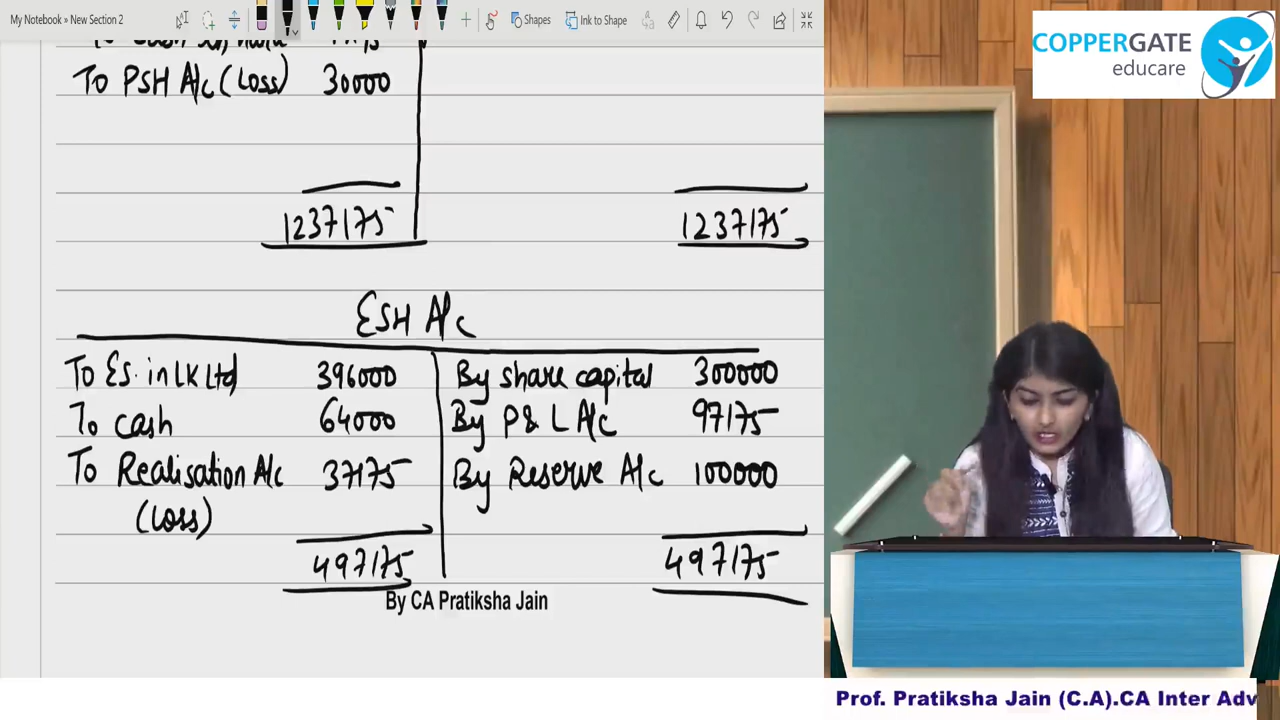 My Notebook » New Section 2
Shapes
Ink to Shape
COPPERGATE
educare
To PSH A/c (Loss) 30000
1237175 1237175
ESH A/c
To Es. in LK Ltd 396000 By share capital 300000
To cash 64000 By P & L A/c 97175
To Realisation A/c 37175 By Reserve A/c 100000
(Loss)
497175 497175
By CA Pratiksha Jain
Prof. Pratiksha Jain (C.A).CA Inter Adv